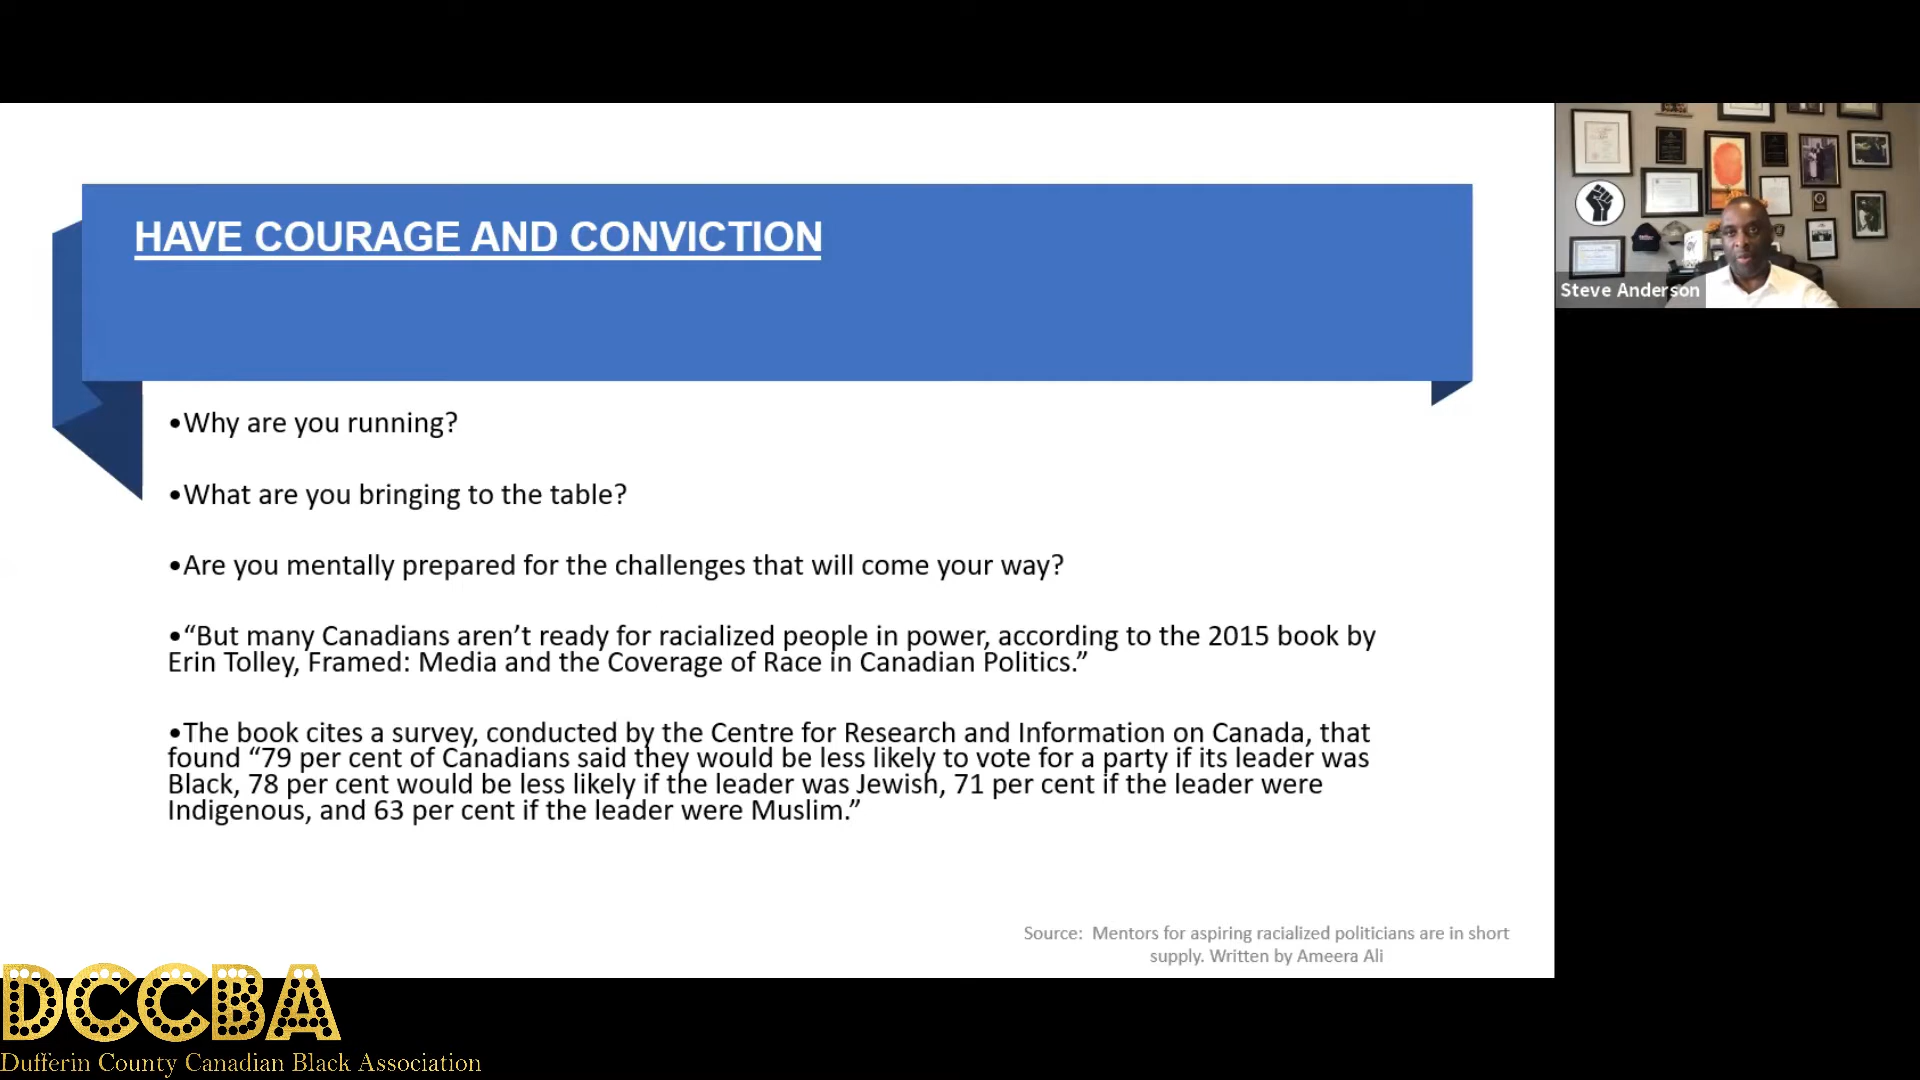 HAVE COURAGE AND CONVICTION
•Why are you running?
•What are you bringing to the table?
•Are you mentally prepared for the challenges that will come your way?
•“But many Canadians aren’t ready for racialized people in power, according to the 2015 book by
Erin Tolley, Framed: Media and the Coverage of Race in Canadian Politics.”
•The book cites a survey, conducted by the Centre for Research and Information on Canada, that
found “79 per cent of Canadians said they would be less likely to vote for a party if its leader was
Black, 78 per cent would be less likely if the leader was Jewish, 71 per cent if the leader were
Indigenous, and 63 per cent if the leader were Muslim.”
Source:  Mentors for aspiring racialized politicians are in short
supply. Written by Ameera Ali
Steve Anderson
DCCBA
Dufferin County Canadian Black Association